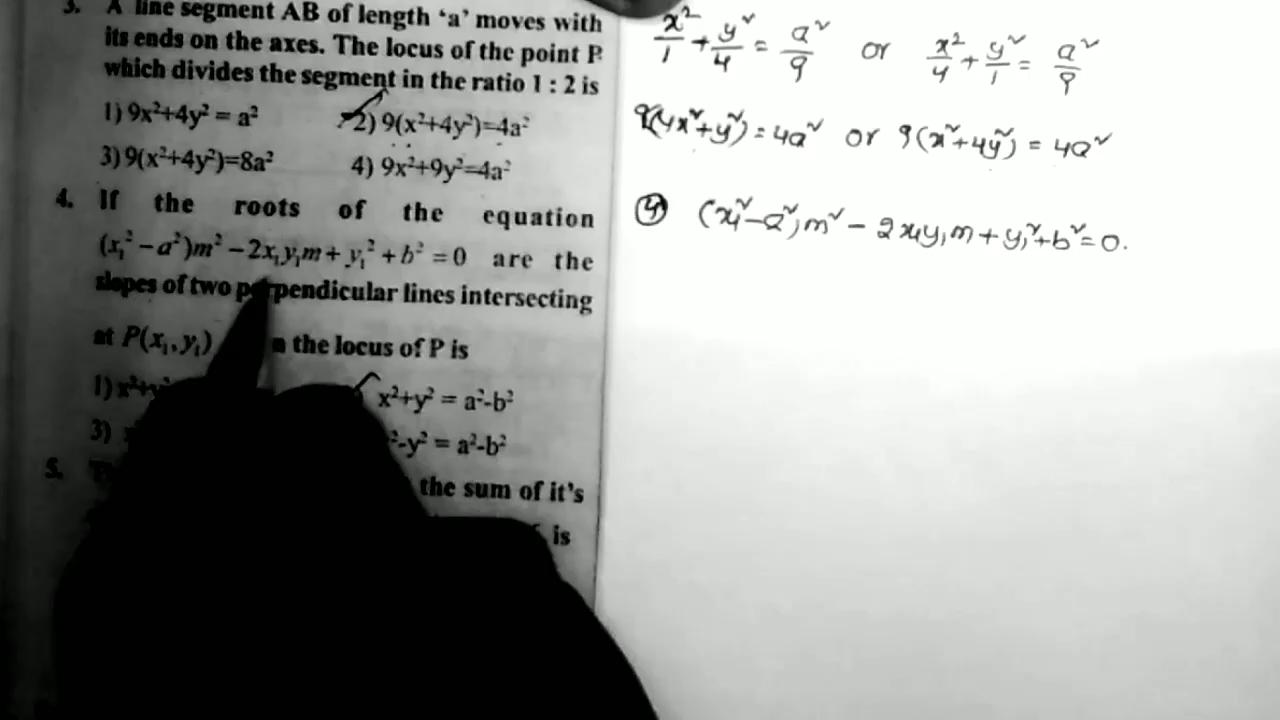 3. A line segment AB of length ‘a’ moves with
its ends on the axes. The locus of the point P
which divides the segment in the ratio 1 : 2 is
1) 9x²+4y² = a² 2) 9(x²+4y²)=4a²
3) 9(x²+4y²)=8a² 4) 9x²+9y²=4a²
4. If the roots of the equation
(x₁² − a²)m² − 2x₁y₁m + y₁² + b² = 0 are the
slopes of two perpendicular lines intersecting
at P(x₁, y₁) the locus of P is
1) x²+y² x²+y² = a²-b²
3) ²-y² = a²-b²
5. the sum of it's
is
x²/1 + y²/4 = a²/9 or x²/4 + y²/1 = a²/9
9(4x²+y²) = 4a² or 9(x²+4y²) = 4a²
④ (x₁²−a²)m² − 2x₁y₁m + y₁²+b²=0.